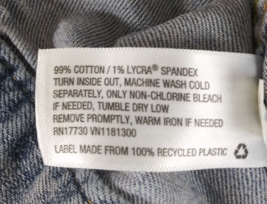 99% COTTON / 1% LYCRA® SPANDEX
TURN INSIDE OUT, MACHINE WASH COLD
SEPARATELY, ONLY NON-CHLORINE BLEACH
IF NEEDED, TUMBLE DRY LOW
REMOVE PROMPTLY, WARM IRON IF NEEDED
RN17730 VN1181300
LABEL MADE FROM 100% RECYCLED PLASTIC